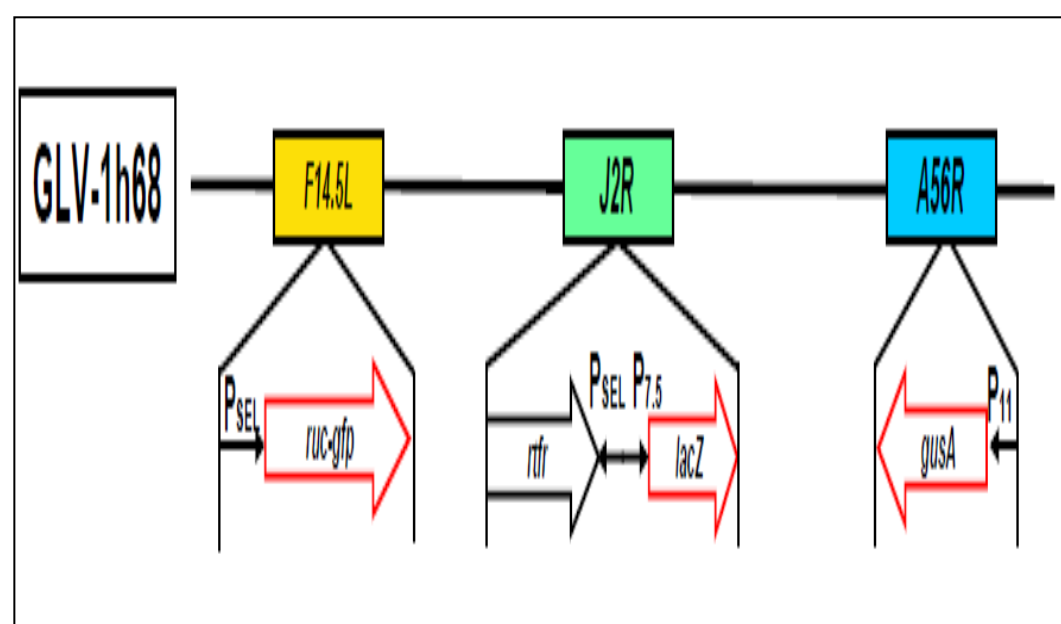 GLV-1h68
F14.5L
J2R
A56R
PSEL
ruc-gfp
rtfr
PSEL P7.5
lacZ
gusA
P11